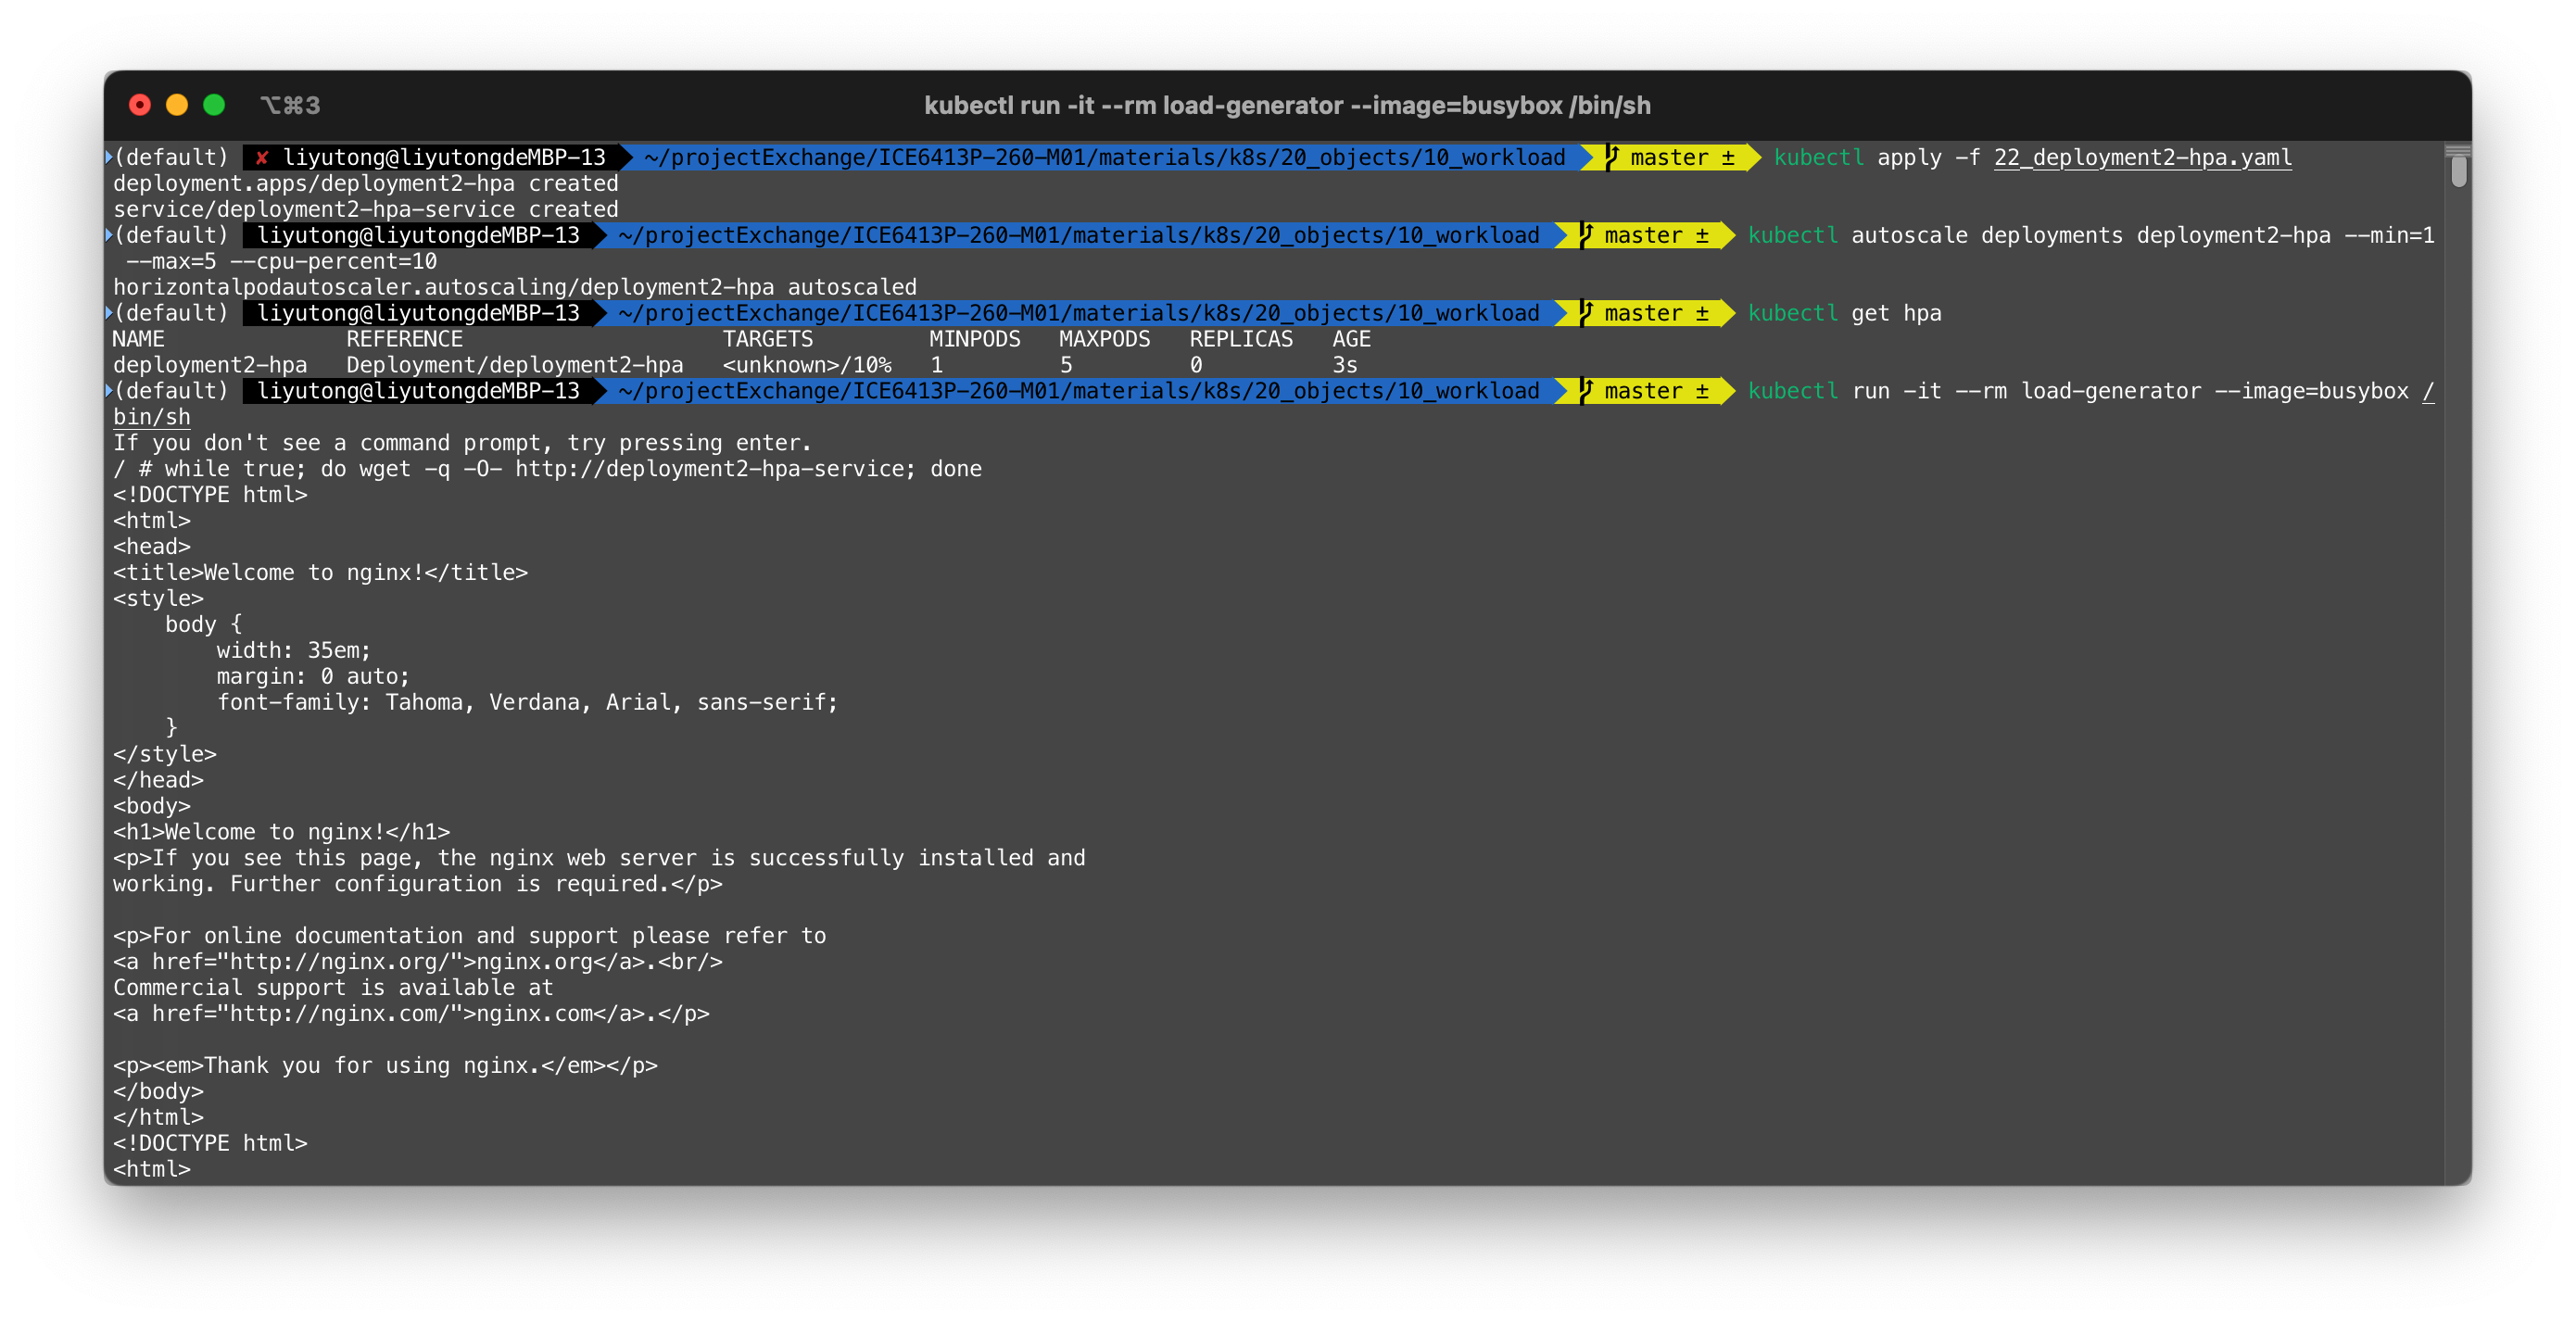 ⌥⌘3 kubectl run -it --rm load-generator --image=busybox /bin/sh
(default) ✘ liyutong@liyutongdeMBP-13 ~/projectExchange/ICE6413P-260-M01/materials/k8s/20_objects/10_workload master ± kubectl apply -f 22_deployment2-hpa.yaml
deployment.apps/deployment2-hpa created
service/deployment2-hpa-service created
(default) liyutong@liyutongdeMBP-13 ~/projectExchange/ICE6413P-260-M01/materials/k8s/20_objects/10_workload master ± kubectl autoscale deployments deployment2-hpa --min=1
--max=5 --cpu-percent=10
horizontalpodautoscaler.autoscaling/deployment2-hpa autoscaled
(default) liyutong@liyutongdeMBP-13 ~/projectExchange/ICE6413P-260-M01/materials/k8s/20_objects/10_workload master ± kubectl get hpa
NAME REFERENCE TARGETS MINPODS MAXPODS REPLICAS AGE
deployment2-hpa Deployment/deployment2-hpa <unknown>/10% 1 5 0 3s
(default) liyutong@liyutongdeMBP-13 ~/projectExchange/ICE6413P-260-M01/materials/k8s/20_objects/10_workload master ± kubectl run -it --rm load-generator --image=busybox /
bin/sh
If you don't see a command prompt, try pressing enter.
/ # while true; do wget -q -O- http://deployment2-hpa-service; done
<!DOCTYPE html>
<html>
<head>
<title>Welcome to nginx!</title>
<style>
    body {
        width: 35em;
        margin: 0 auto;
        font-family: Tahoma, Verdana, Arial, sans-serif;
    }
</style>
</head>
<body>
<h1>Welcome to nginx!</h1>
<p>If you see this page, the nginx web server is successfully installed and
working. Further configuration is required.</p>

<p>For online documentation and support please refer to
<a href="http://nginx.org/">nginx.org</a>.<br/>
Commercial support is available at
<a href="http://nginx.com/">nginx.com</a>.</p>

<p><em>Thank you for using nginx.</em></p>
</body>
</html>
<!DOCTYPE html>
<html>